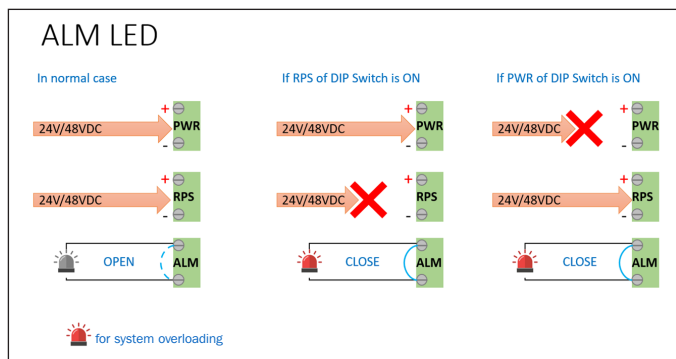 ALM LED
In normal case
If RPS of DIP Switch is ON
If PWR of DIP Switch is ON
+
24V/48VDC
PWR
-
+
24V/48VDC
PWR
-
+
24V/48VDC
PWR
-
+
24V/48VDC
RPS
-
+
24V/48VDC
RPS
-
+
24V/48VDC
RPS
-
OPEN
ALM
CLOSE
ALM
CLOSE
ALM
for system overloading